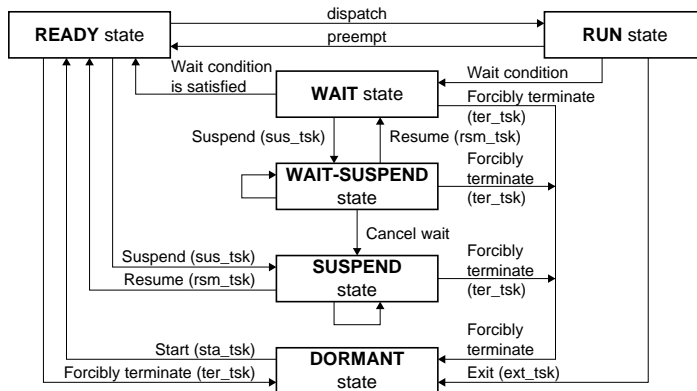 dispatch
READY state
RUN state
preempt
Wait condition
is satisfied
WAIT state
Wait condition
Forcibly terminate
(ter_tsk)
Suspend (sus_tsk)
Resume (rsm_tsk)
WAIT-SUSPEND
state
Forcibly
terminate
(ter_tsk)
Cancel wait
Suspend (sus_tsk)
Resume (rsm_tsk)
SUSPEND
state
Forcibly
terminate
(ter_tsk)
Start (sta_tsk)
Forcibly terminate (ter_tsk)
DORMANT
state
Forcibly
terminate
Exit (ext_tsk)